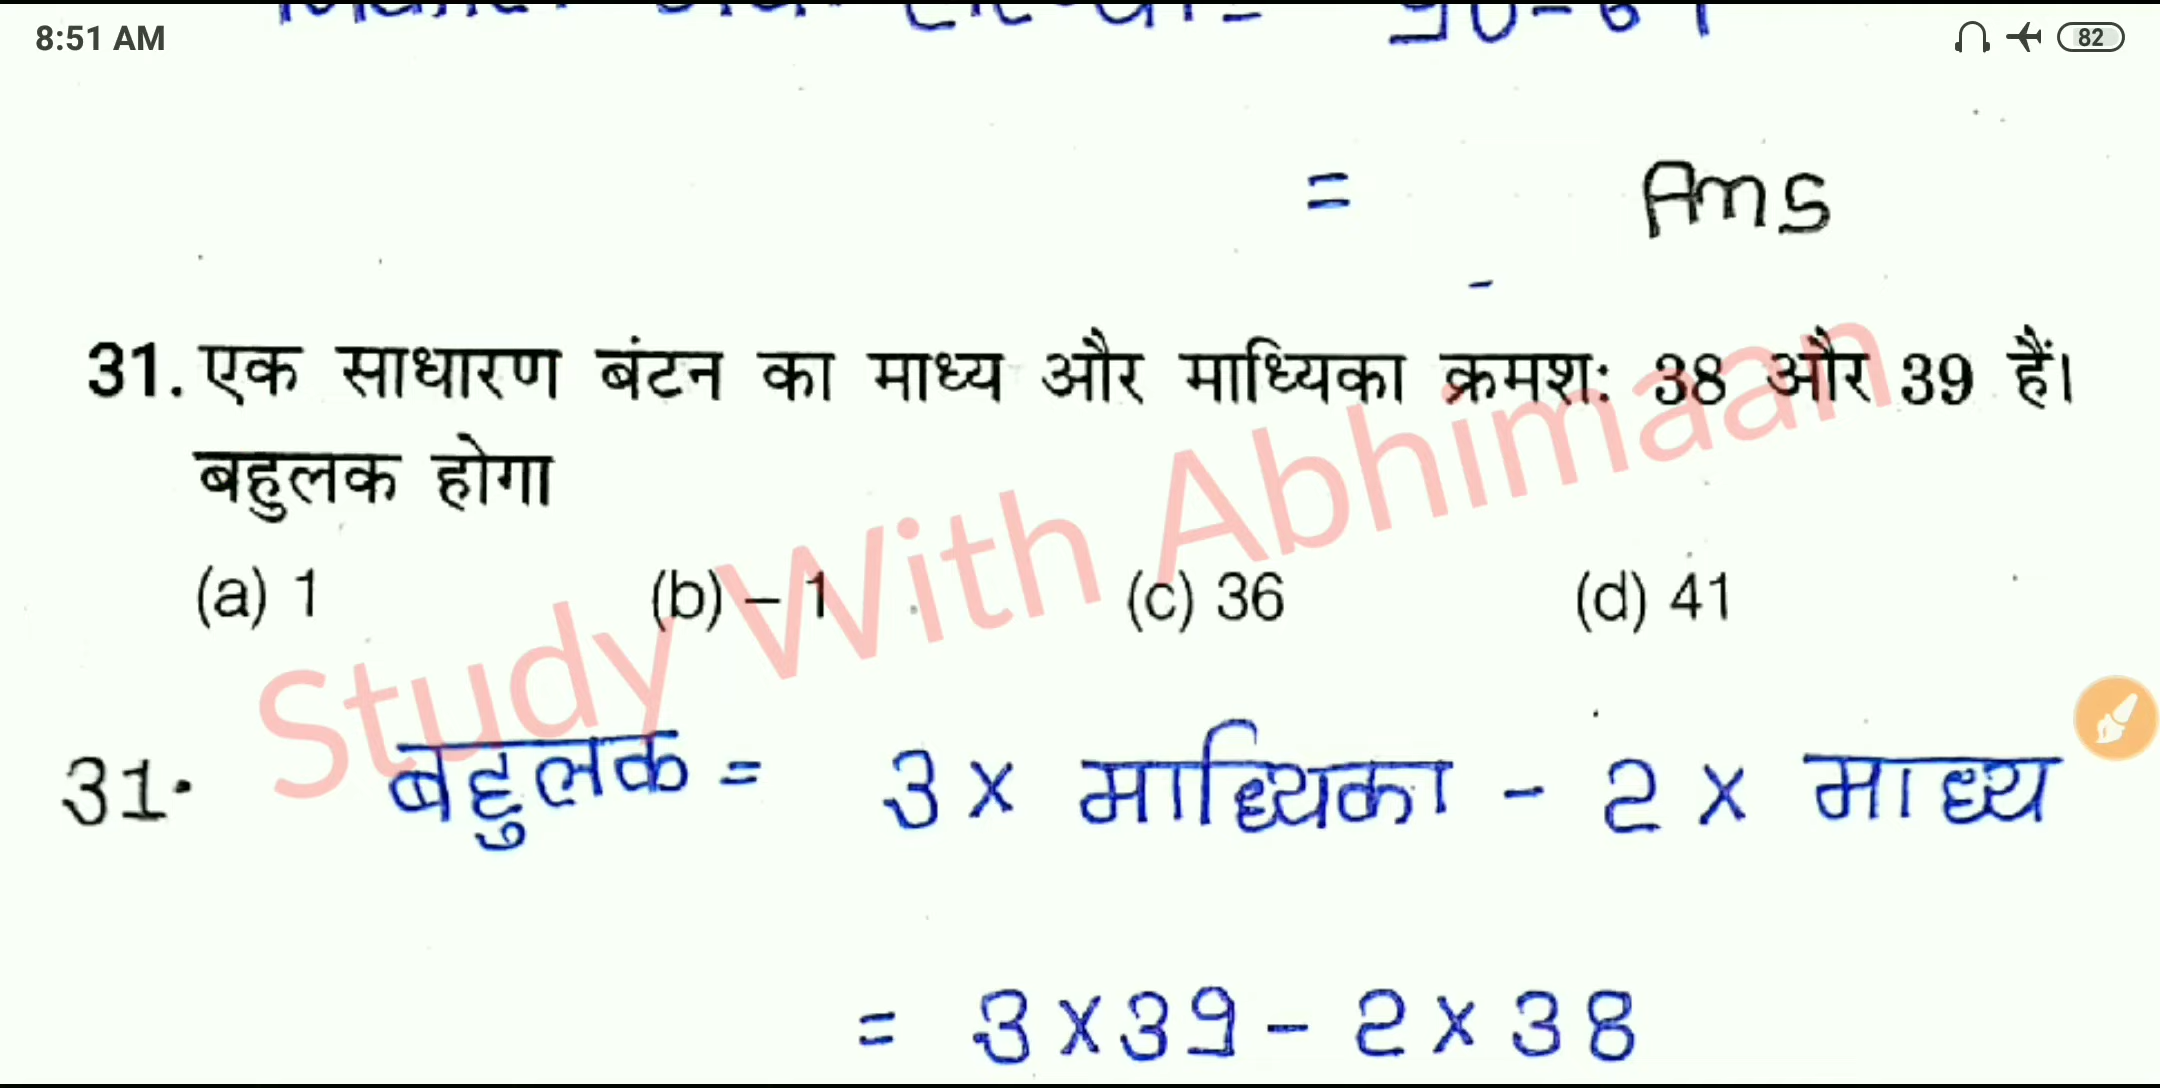 8:51 AM
82
= Ans
31. एक साधारण बंटन का माध्य और माध्यिका क्रमशः 38 और 39 हैं।
बहुलक होगा
(a) 1 (b) – 1 (c) 36 (d) 41
Study With Abhimaan
31. बहुलक = 3 × माध्यिका - 2 × माध्य
= 3 × 39 - 2 × 38